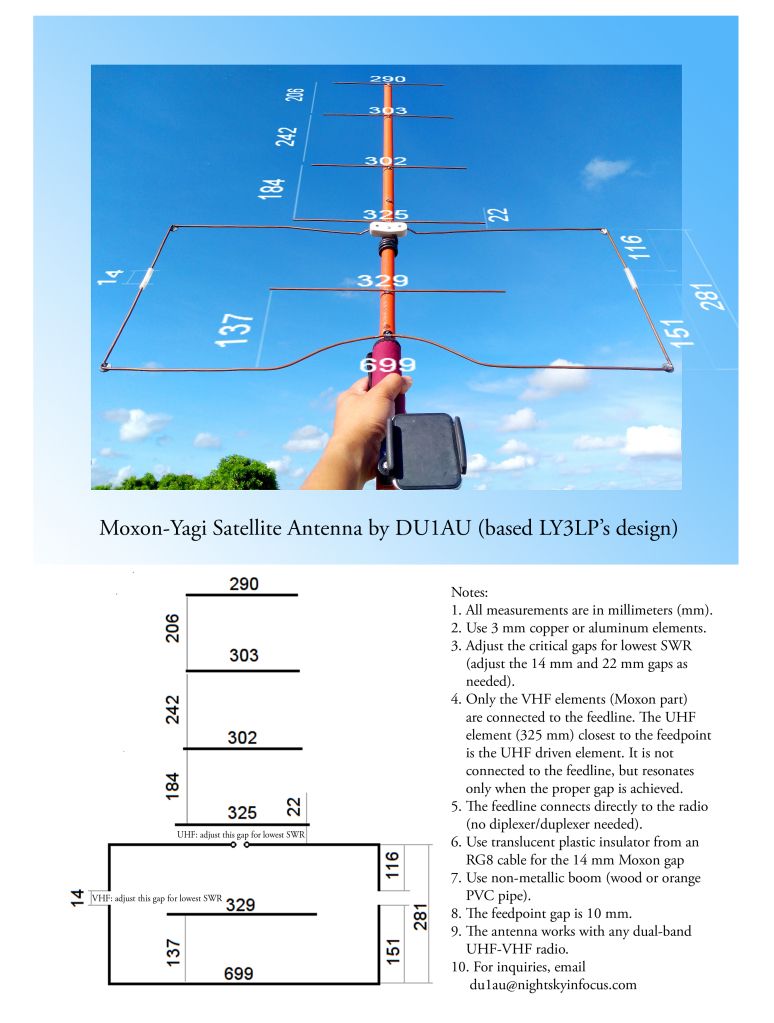 290
206
303
242
302
184
325
22
116
14
281
329
137
151
699
Moxon-Yagi Satellite Antenna by DU1AU (based LY3LP’s design)
290
206
303
242
302
184
325
22
UHF: adjust this gap for lowest SWR
116
14
VHF: adjust this gap for lowest SWR
329
281
137
151
699
Notes:
1. All measurements are in millimeters (mm).
2. Use 3 mm copper or aluminum elements.
3. Adjust the critical gaps for lowest SWR
(adjust the 14 mm and 22 mm gaps as
needed).
4. Only the VHF elements (Moxon part)
are connected to the feedline. The UHF
element (325 mm) closest to the feedpoint
is the UHF driven element. It is not
connected to the feedline, but resonates
only when the proper gap is achieved.
5. The feedline connects directly to the radio
(no diplexer/duplexer needed).
6. Use translucent plastic insulator from an
RG8 cable for the 14 mm Moxon gap
7. Use non-metallic boom (wood or orange
PVC pipe).
8. The feedpoint gap is 10 mm.
9. The antenna works with any dual-band
UHF-VHF radio.
10. For inquiries, email
du1au@nightskyinfocus.com